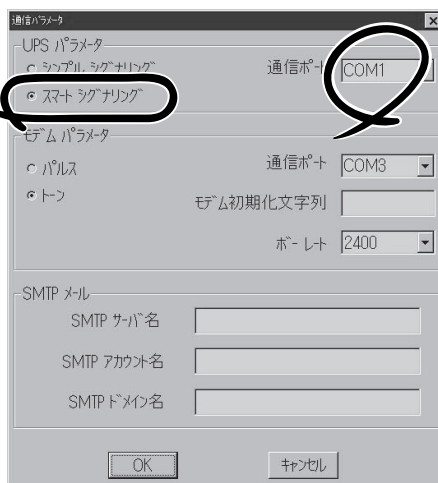 通信ﾊﾟﾗﾒｰﾀ
UPS ﾊﾟﾗﾒｰﾀ
ｼﾝﾌﾟﾙ ｼｸﾞﾅﾘﾝｸﾞ
通信ﾎﾟｰﾄ COM1
ｽﾏｰﾄ ｼｸﾞﾅﾘﾝｸﾞ
ﾓﾃﾞﾑ ﾊﾟﾗﾒｰﾀ
ﾊﾟﾙｽ
通信ﾎﾟｰﾄ COM3
ﾄｰﾝ
ﾓﾃﾞﾑ初期化文字列
ﾎﾞｰ ﾚｰﾄ 2400
SMTP ﾒｰﾙ
SMTP ｻｰﾊﾞ名
SMTP ｱｶｳﾝﾄ名
SMTP ﾄﾞﾒｲﾝ名
OK ｷｬﾝｾﾙ